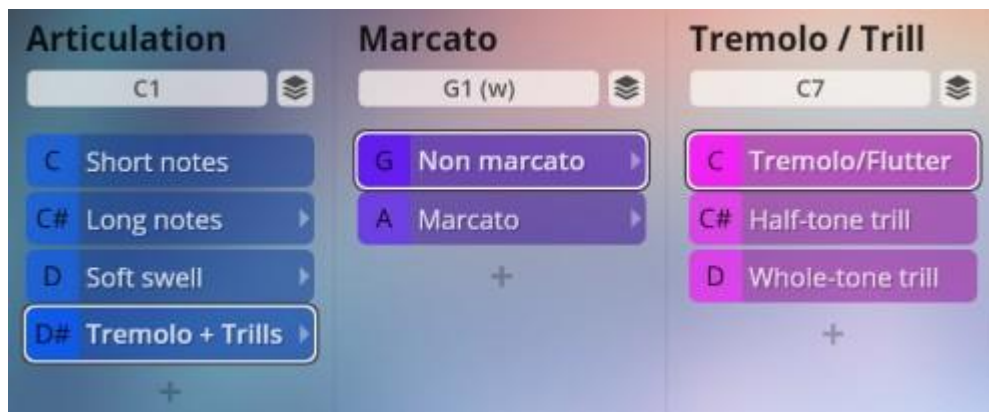 Articulation
C1
C Short notes
C# Long notes
D Soft swell
D# Tremolo + Trills
+
Marcato
G1 (w)
G Non marcato
A Marcato
+
Tremolo / Trill
C7
C Tremolo/Flutter
C# Half-tone trill
D Whole-tone trill
+